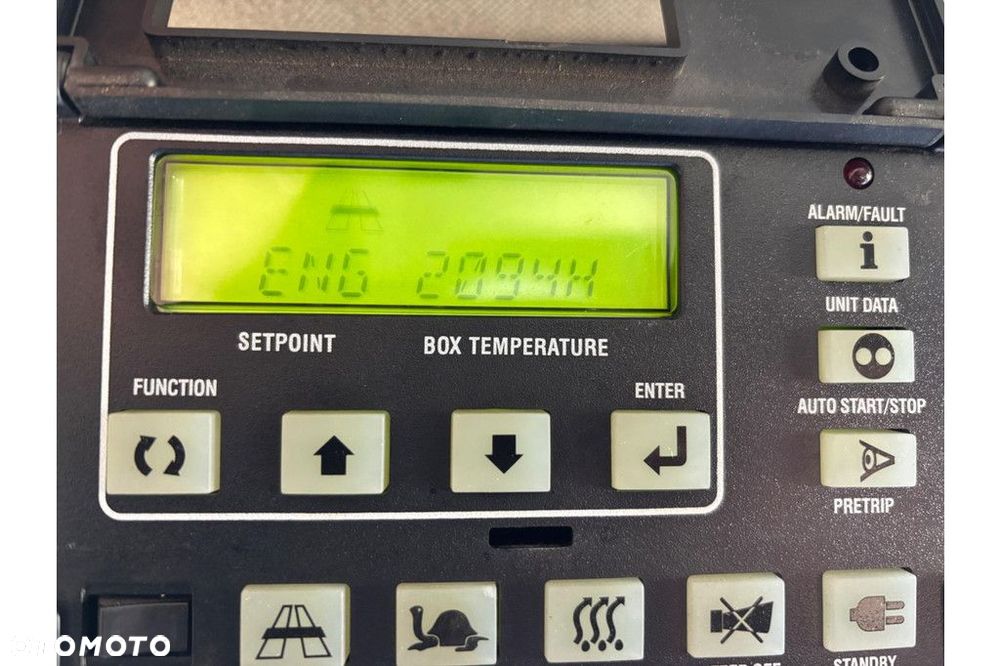 ENG 2094H
SETPOINT BOX TEMPERATURE
FUNCTION
ENTER
ALARM/FAULT
i
UNIT DATA
AUTO START/STOP
PRETRIP
STANDBY
OTOMOTO